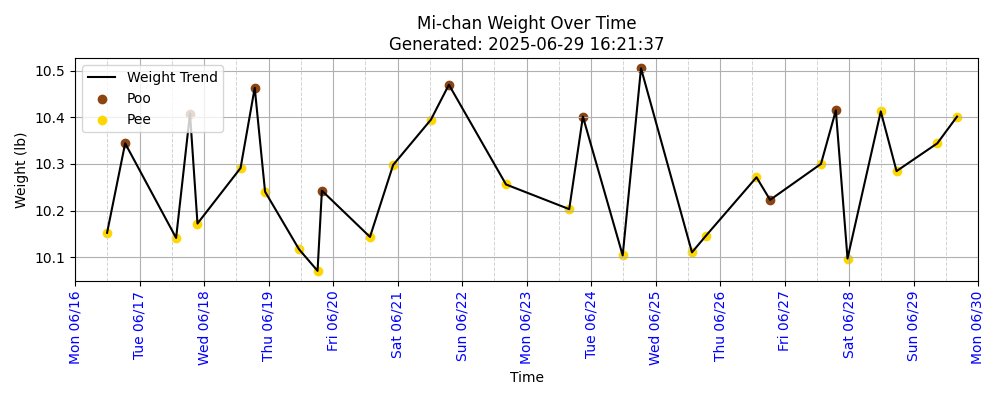 Mi-chan Weight Over Time
Generated: 2025-06-29 16:21:37
Weight (lb)
10.5
10.4
10.3
10.2
10.1
Weight Trend
Poo
Pee
Mon 06/16
Tue 06/17
Wed 06/18
Thu 06/19
Fri 06/20
Sat 06/21
Sun 06/22
Mon 06/23
Tue 06/24
Wed 06/25
Thu 06/26
Fri 06/27
Sat 06/28
Sun 06/29
Mon 06/30
Time